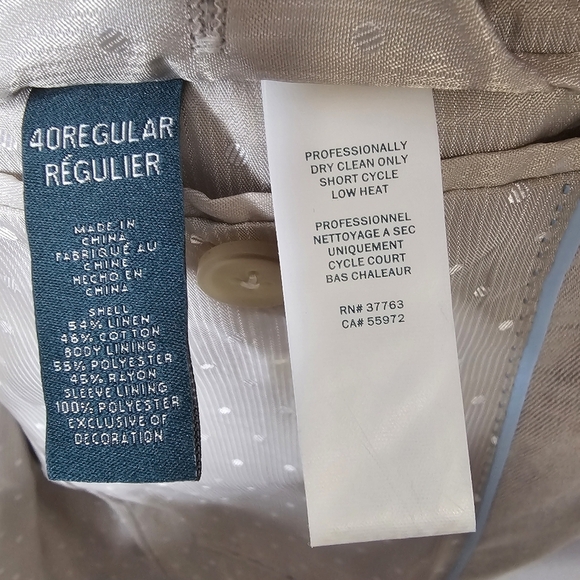 40REGULAR
RÉGULIER
MADE IN
CHINA
FABRIQUÉ AU
CHINE
HECHO EN
CHINA
SHELL
54% LINEN
46% COTTON
BODY LINING
55% POLYESTER
45% RAYON
SLEEVE LINING
100% POLYESTER
EXCLUSIVE OF
DECORATION
PROFESSIONALLY
DRY CLEAN ONLY
SHORT CYCLE
LOW HEAT
PROFESSIONNEL
NETTOYAGE A SEC
UNIQUEMENT
CYCLE COURT
BAS CHALEUR
RN# 37763
CA# 55972